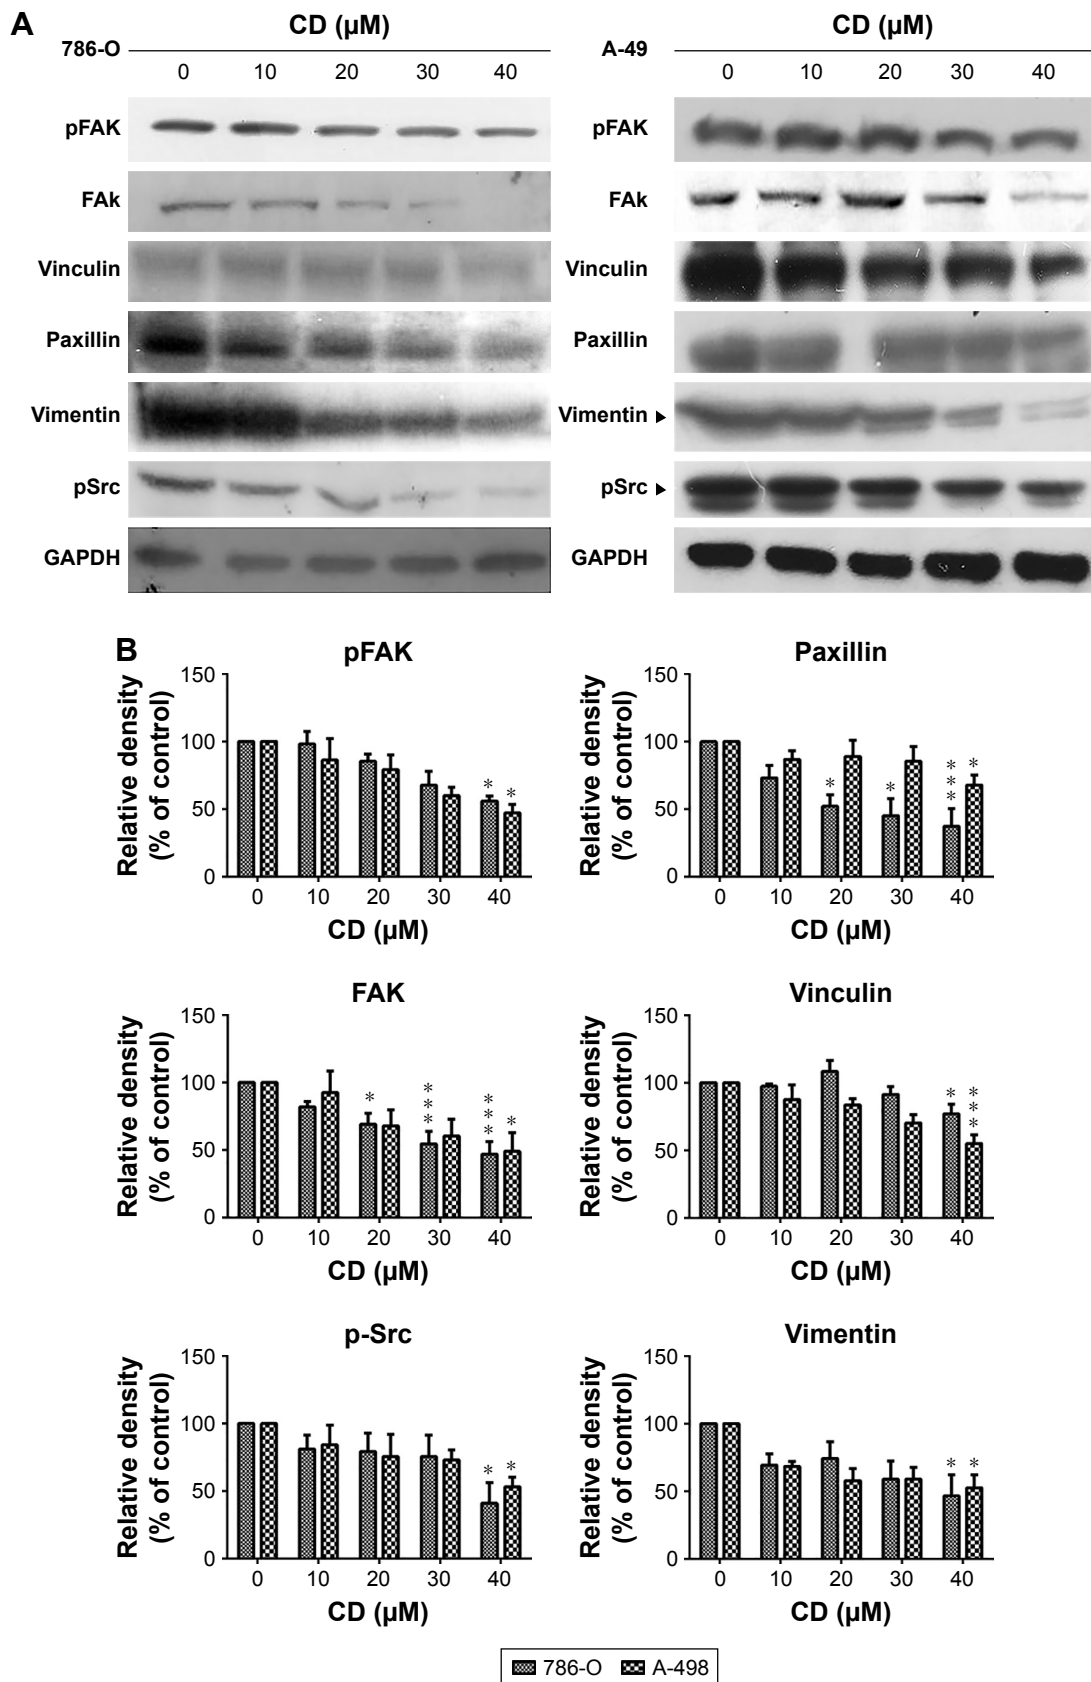 A
CD (µM)
786-O
0 10 20 30 40
pFAK
FAk
Vinculin
Paxillin
Vimentin
pSrc
GAPDH
CD (µM)
A-49
0 10 20 30 40
pFAK
FAk
Vinculin
Paxillin
Vimentin
pSrc
GAPDH
B
pFAK
Relative density
(% of control)
150
100
50
0
* *
0 10 20 30 40
CD (µM)
Paxillin
Relative density
(% of control)
150
100
50
0
* * *** *
0 10 20 30 40
CD (µM)
FAK
Relative density
(% of control)
150
100
50
0
* *** *** *
0 10 20 30 40
CD (µM)
Vinculin
Relative density
(% of control)
150
100
50
0
* ***
0 10 20 30 40
CD (µM)
p-Src
Relative density
(% of control)
150
100
50
0
* *
0 10 20 30 40
CD (µM)
Vimentin
Relative density
(% of control)
150
100
50
0
* *
0 10 20 30 40
CD (µM)
786-O A-498